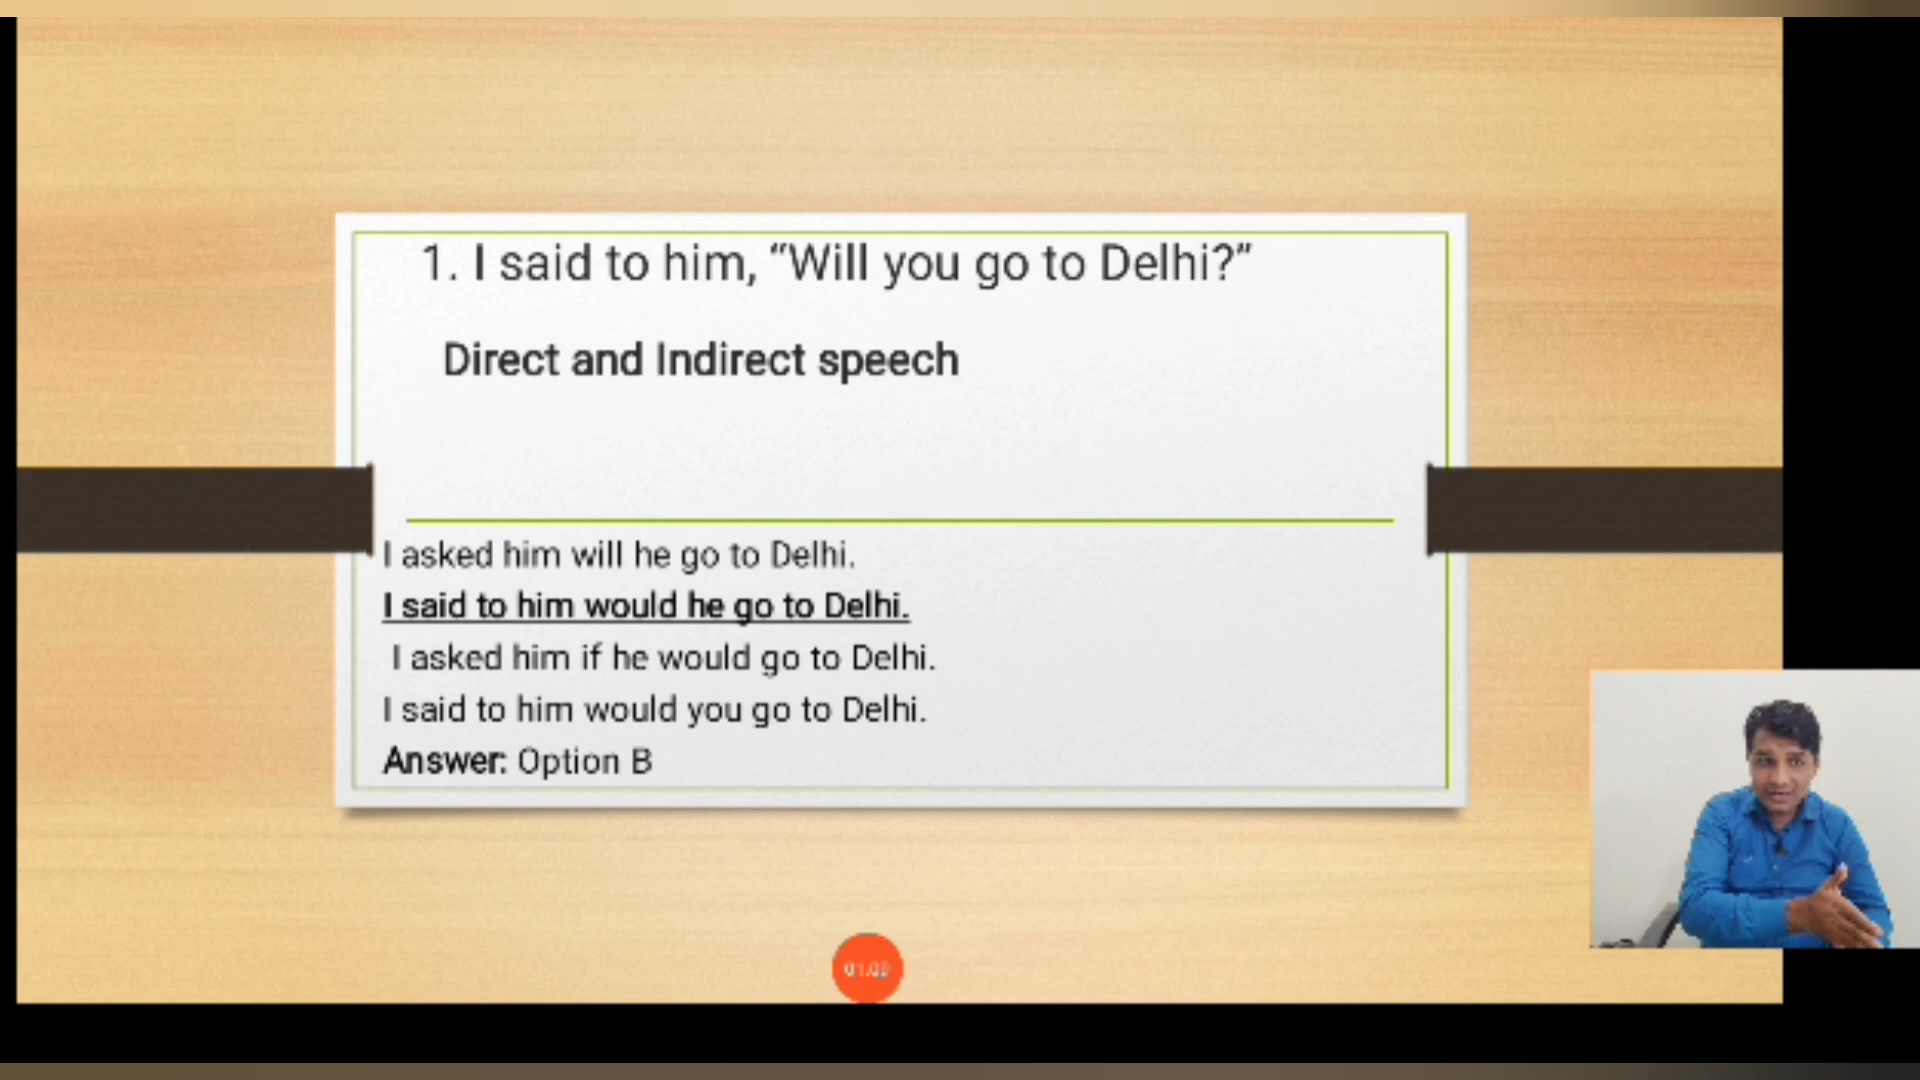 1. I said to him, “Will you go to Delhi?”
Direct and Indirect speech
I asked him will he go to Delhi.
I said to him would he go to Delhi.
I asked him if he would go to Delhi.
I said to him would you go to Delhi.
Answer: Option B